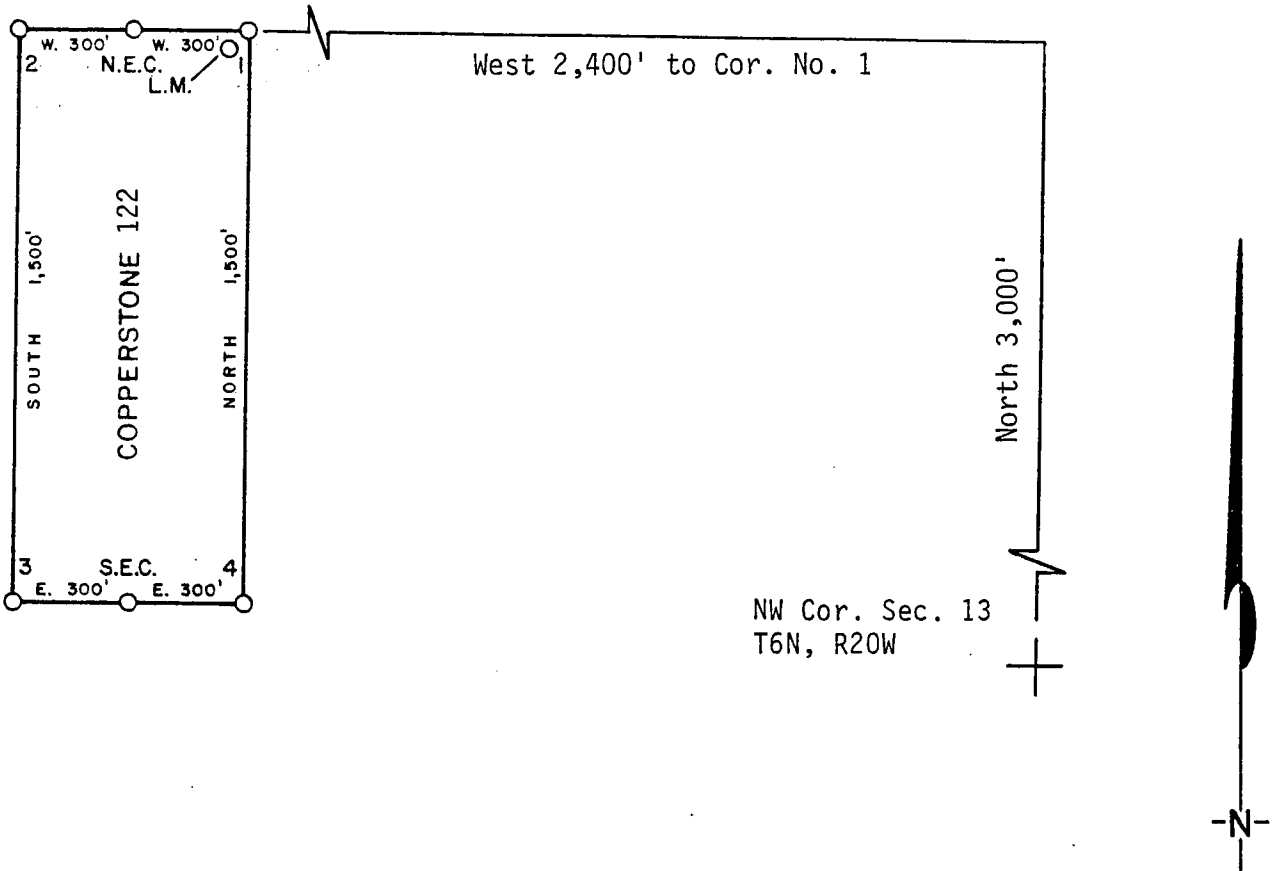 W. 300' W. 300'
2 N.E.C. 1
L.M.
West 2,400' to Cor. No. 1
SOUTH 1,500'
COPPERSTONE 122
NORTH 1,500'
North 3,000'
3 S.E.C. 4
E. 300' E. 300'
NW Cor. Sec. 13
T6N, R20W
-N-